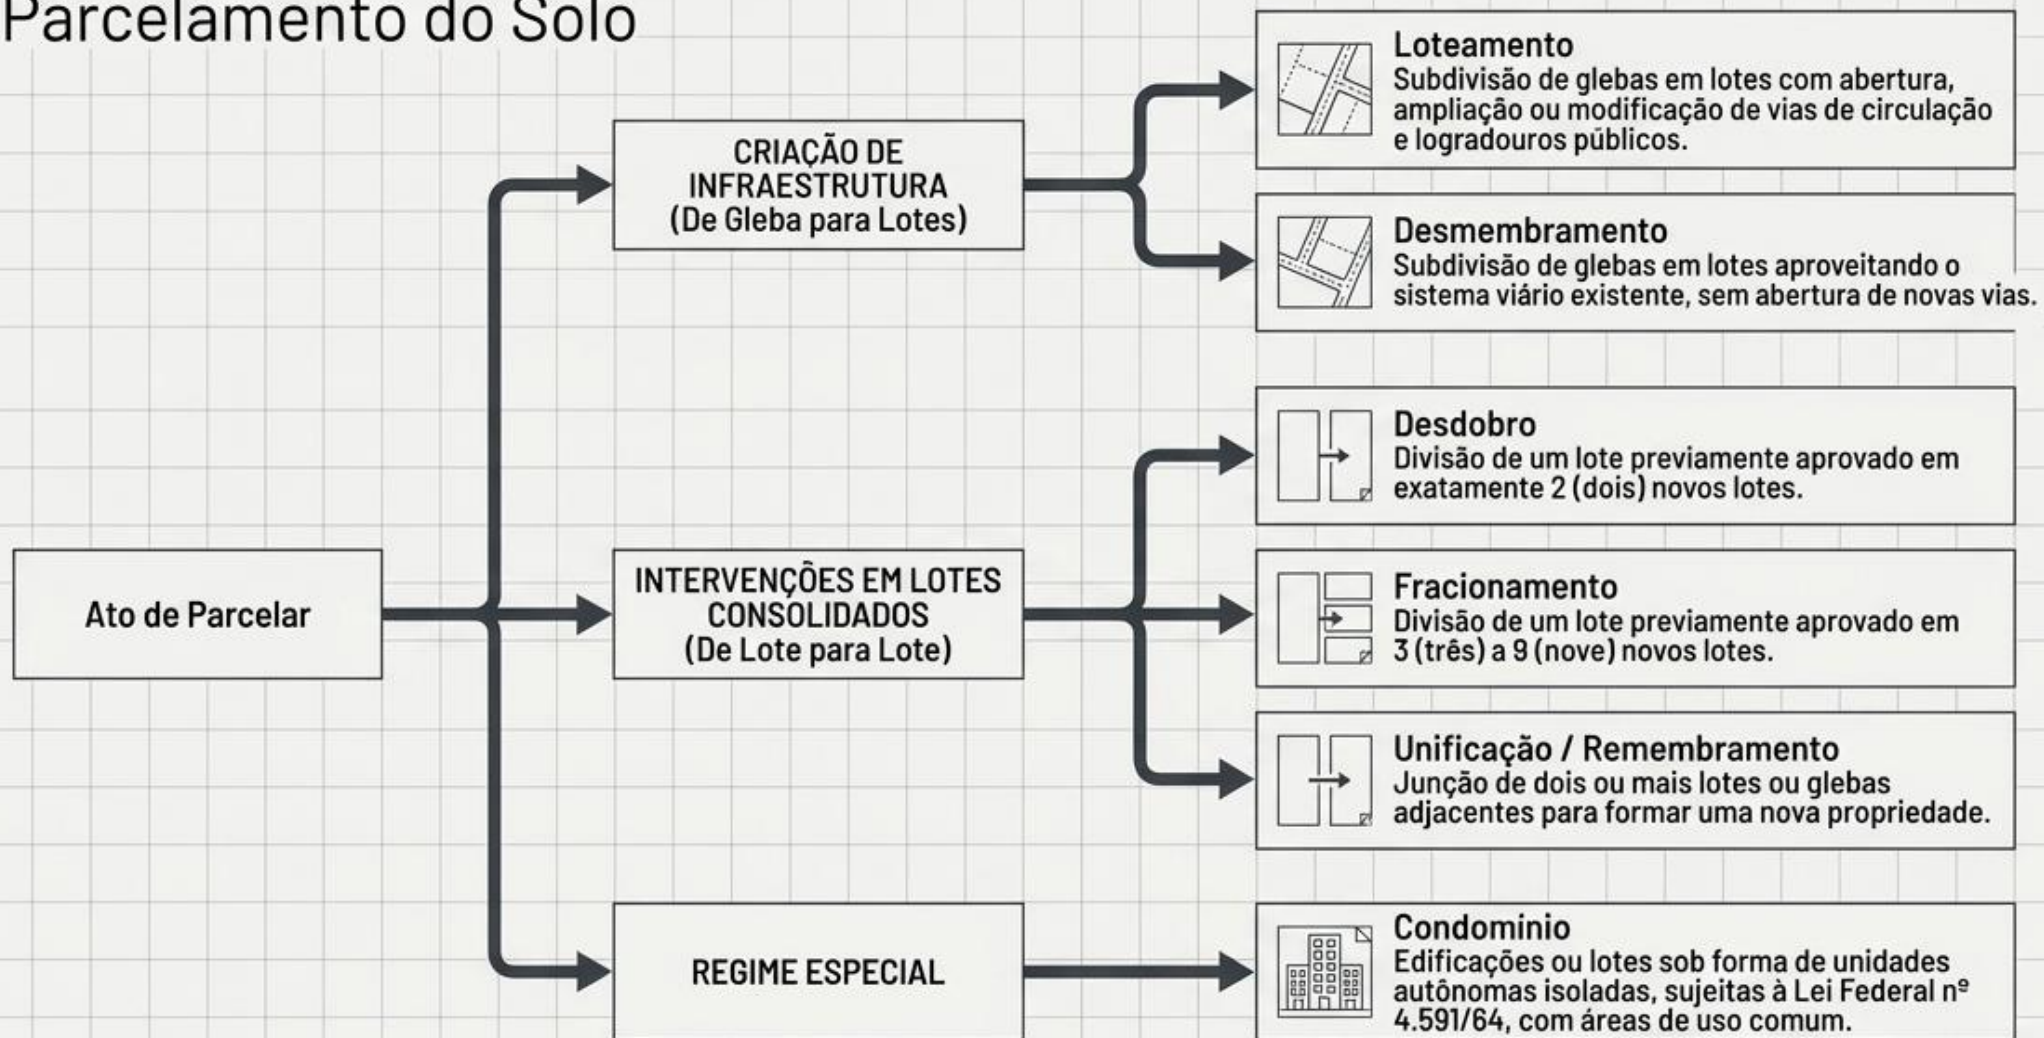 Parcelamento do Solo
Ato de Parcelar
CRIAÇÃO DE
INFRAESTRUTURA
(De Gleba para Lotes)
Loteamento
Subdivisão de glebas em lotes com abertura,
ampliação ou modificação de vias de circulação
e logradouros públicos.
Desmembramento
Subdivisão de glebas em lotes aproveitando o
sistema viário existente, sem abertura de novas vias.
INTERVENÇÕES EM LOTES
CONSOLIDADOS
(De Lote para Lote)
Desdobro
Divisão de um lote previamente aprovado em
exatamente 2 (dois) novos lotes.
Fracionamento
Divisão de um lote previamente aprovado em
3 (três) a 9 (nove) novos lotes.
Unificação / Remembramento
Junção de dois ou mais lotes ou glebas
adjacentes para formar uma nova propriedade.
REGIME ESPECIAL
Condominio
Edificações ou lotes sob forma de unidades
autônomas isoladas, sujeitas à Lei Federal nº
4.591/64, com áreas de uso comum.